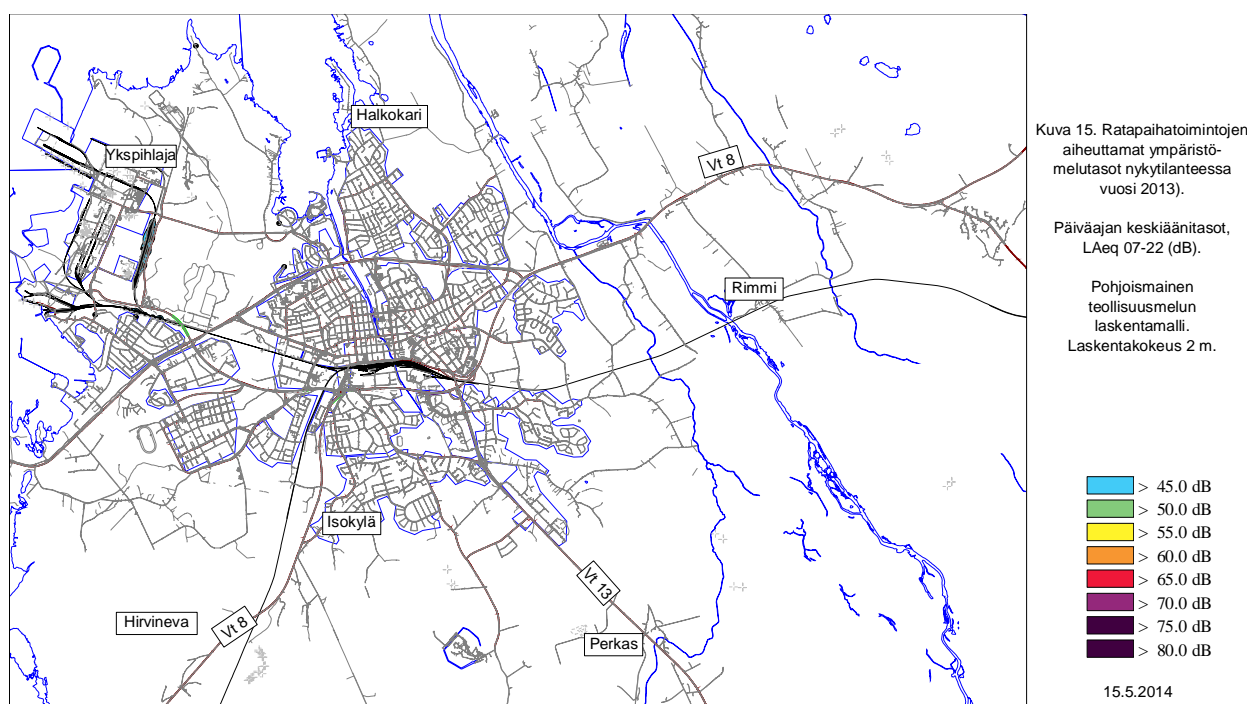 Halkokari
Ykspihlaja
Vt 8
Rimmi
Isokylä
Hirvineva
Vt 8
Vt 13
Perkas
Kuva 15. Ratapaihatoimintojen
aiheuttamat ympäristö-
melutasot nykytilanteessa
vuosi 2013).
Päiväajan keskiäänitasot,
LAeq 07-22 (dB).
Pohjoismainen
teollisuusmelun
laskentamalli.
Laskentakokeus 2 m.
> 45.0 dB
> 50.0 dB
> 55.0 dB
> 60.0 dB
> 65.0 dB
> 70.0 dB
> 75.0 dB
> 80.0 dB
15.5.2014